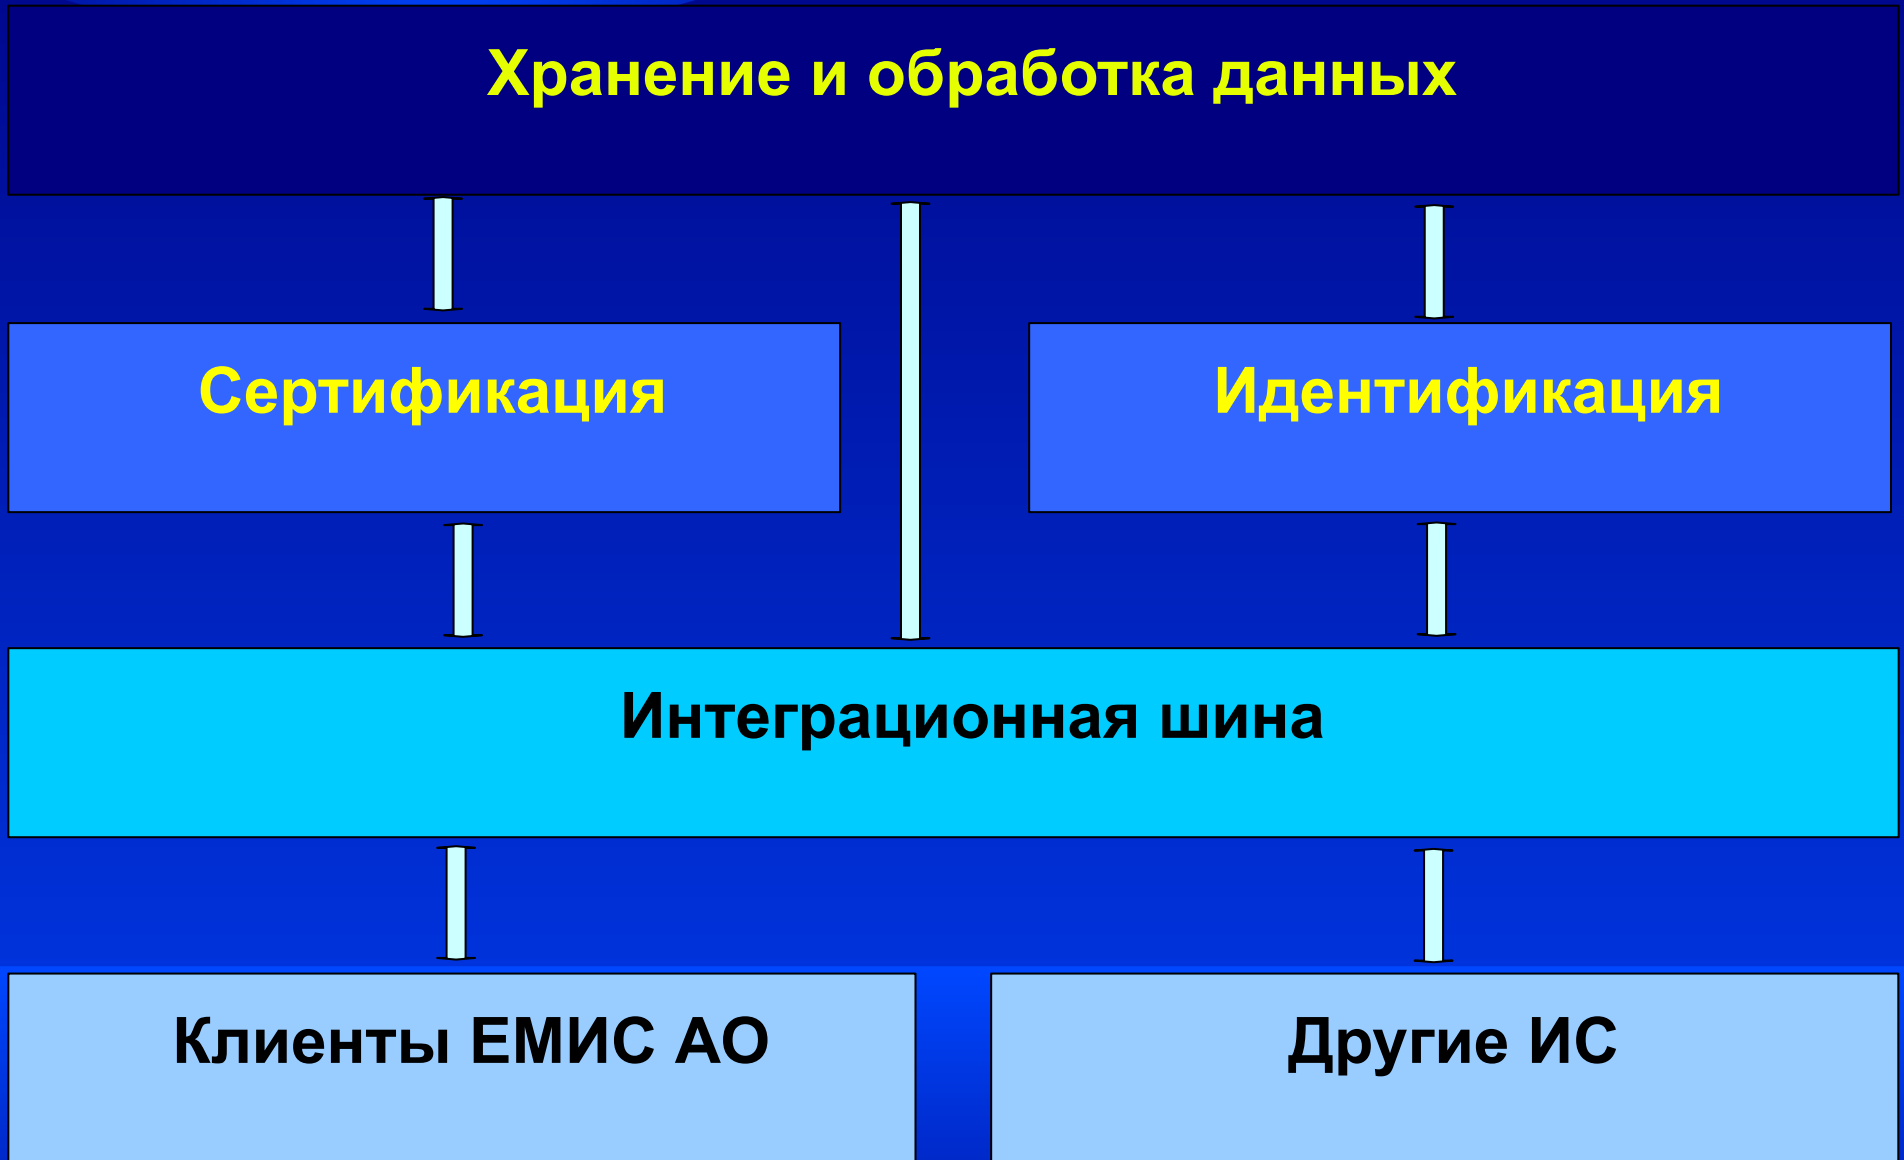 Хранение и обработка данных
Сертификация
Идентификация
Интеграционная шина
Клиенты ЕМИС АО
Другие ИС